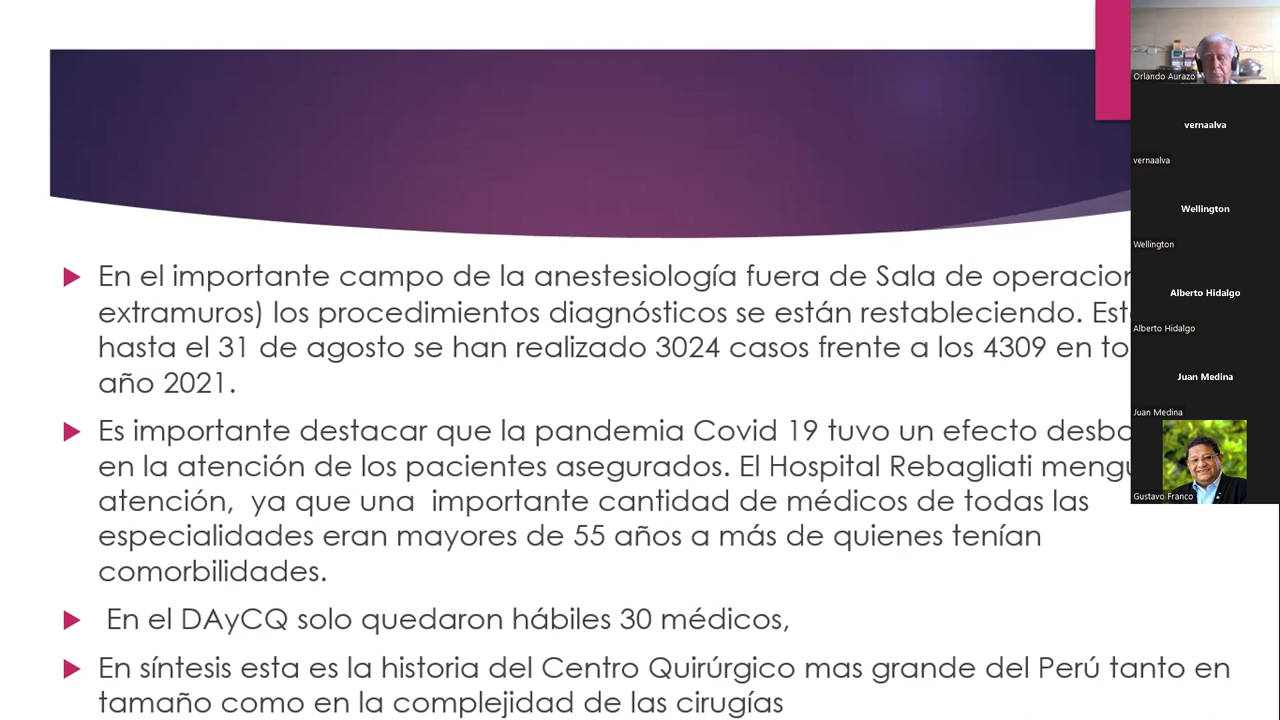 En el importante campo de la anestesiología fuera de Sala de
extramuros) los procedimientos diagnósticos se están restableciendo.
hasta el 31 de agosto se han realizado 3024 casos frente a los 4309 en
año 2021.
Es importante destacar que la pandemia Covid 19 tuvo un efecto
en la atención de los pacientes asegurados. El Hospital Rebagliati
atención, ya que una importante cantidad de médicos de todas las
especialidades eran mayores de 55 años a más de quienes tenían
comorbilidades.
En el DAyCQ solo quedaron hábiles 30 médicos,
En síntesis esta es la historia del Centro Quirúrgico mas grande del Perú tanto en
tamaño como en la complejidad de las cirugías
Orlando Aurazo
vernaalva
vernaalva
Wellington
Wellington
Alberto Hidalgo
Alberto Hidalgo
Juan Medina
Juan Medina
Gustavo Franco